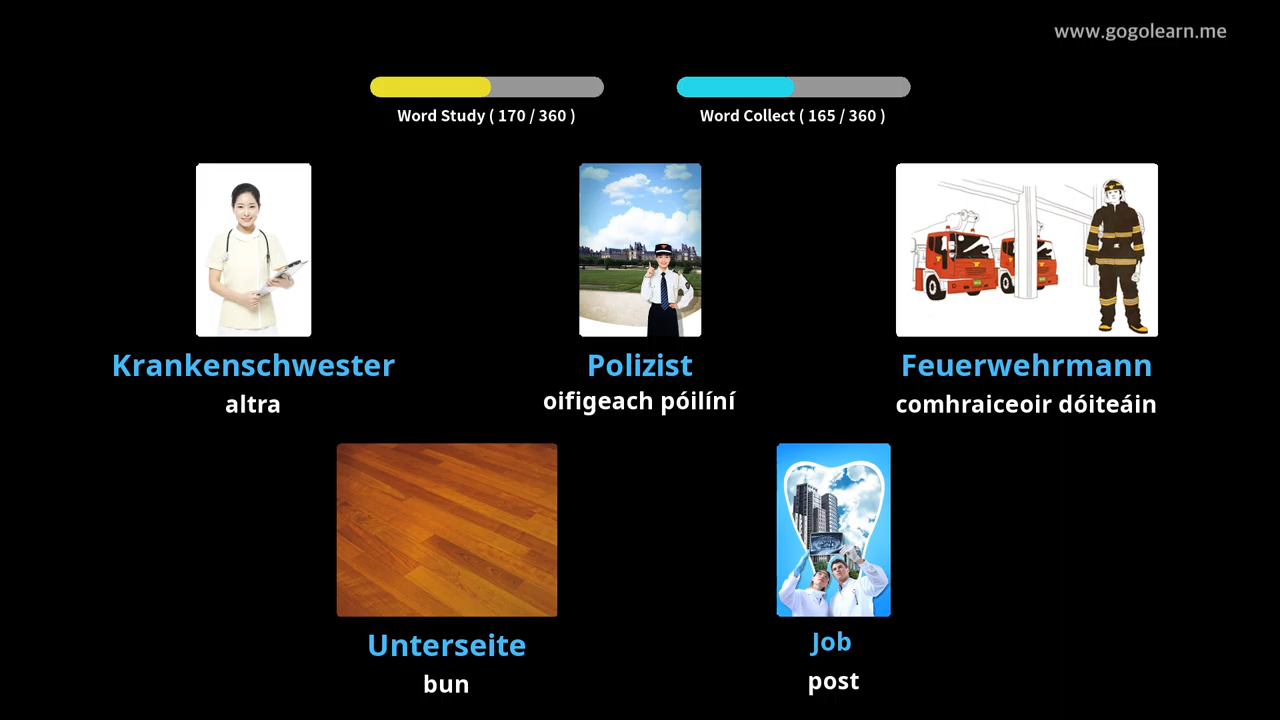 www.gogolearn.me
Word Study ( 170 / 360 )
Word Collect ( 165 / 360 )
Krankenschwester
altra
Polizist
oifigeach póilíní
Feuerwehrmann
comhraiceoir dóiteáin
Unterseite
bun
Job
post